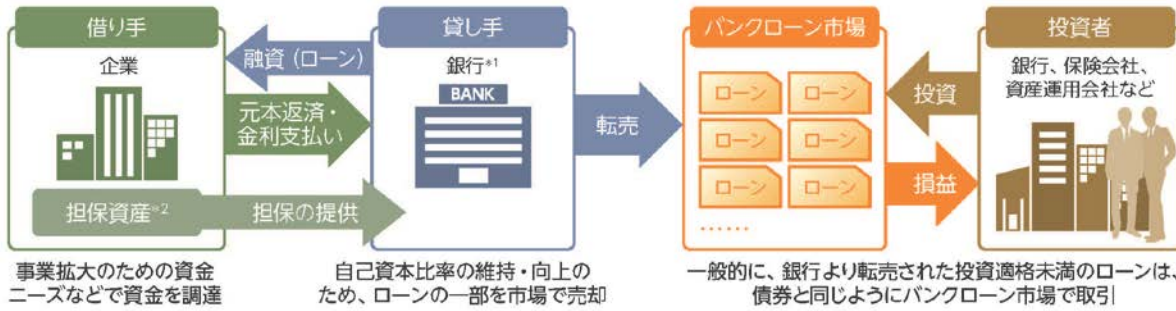 借り手
企業
担保資産*2
融資(ローン)
元本返済・
金利支払い
担保の提供
貸し手
銀行*1
BANK
転売
バンクローン市場
ローン ローン
ローン ローン
ローン ローン
……
投資
損益
投資者
銀行、保険会社、
資産運用会社など
事業拡大のための資金
ニーズなどで資金を調達
自己資本比率の維持・向上の
ため、ローンの一部を市場で売却
一般的に、銀行より転売された投資適格未満のローンは、
債券と同じようにバンクローン市場で取引